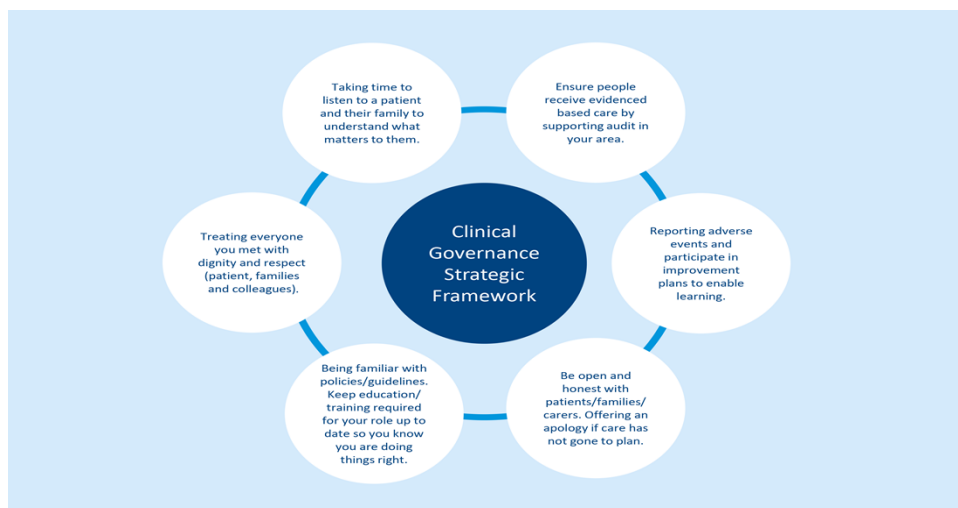 Taking time to
listen to a patient
and their family to
understand what
matters to them.
Ensure people
receive evidenced
based care by
supporting audit in
your area.
Treating everyone
you met with
dignity and respect
(patient, families
and colleagues).
Clinical
Governance
Strategic
Framework
Reporting adverse
events and
participate in
improvement
plans to enable
learning.
Being familiar with
policies/guidelines.
Keep education/
training required
for your role up to
date so you know
you are doing
things right.
Be open and
honest with
patients/families/
carers. Offering an
apology if care has
not gone to plan.